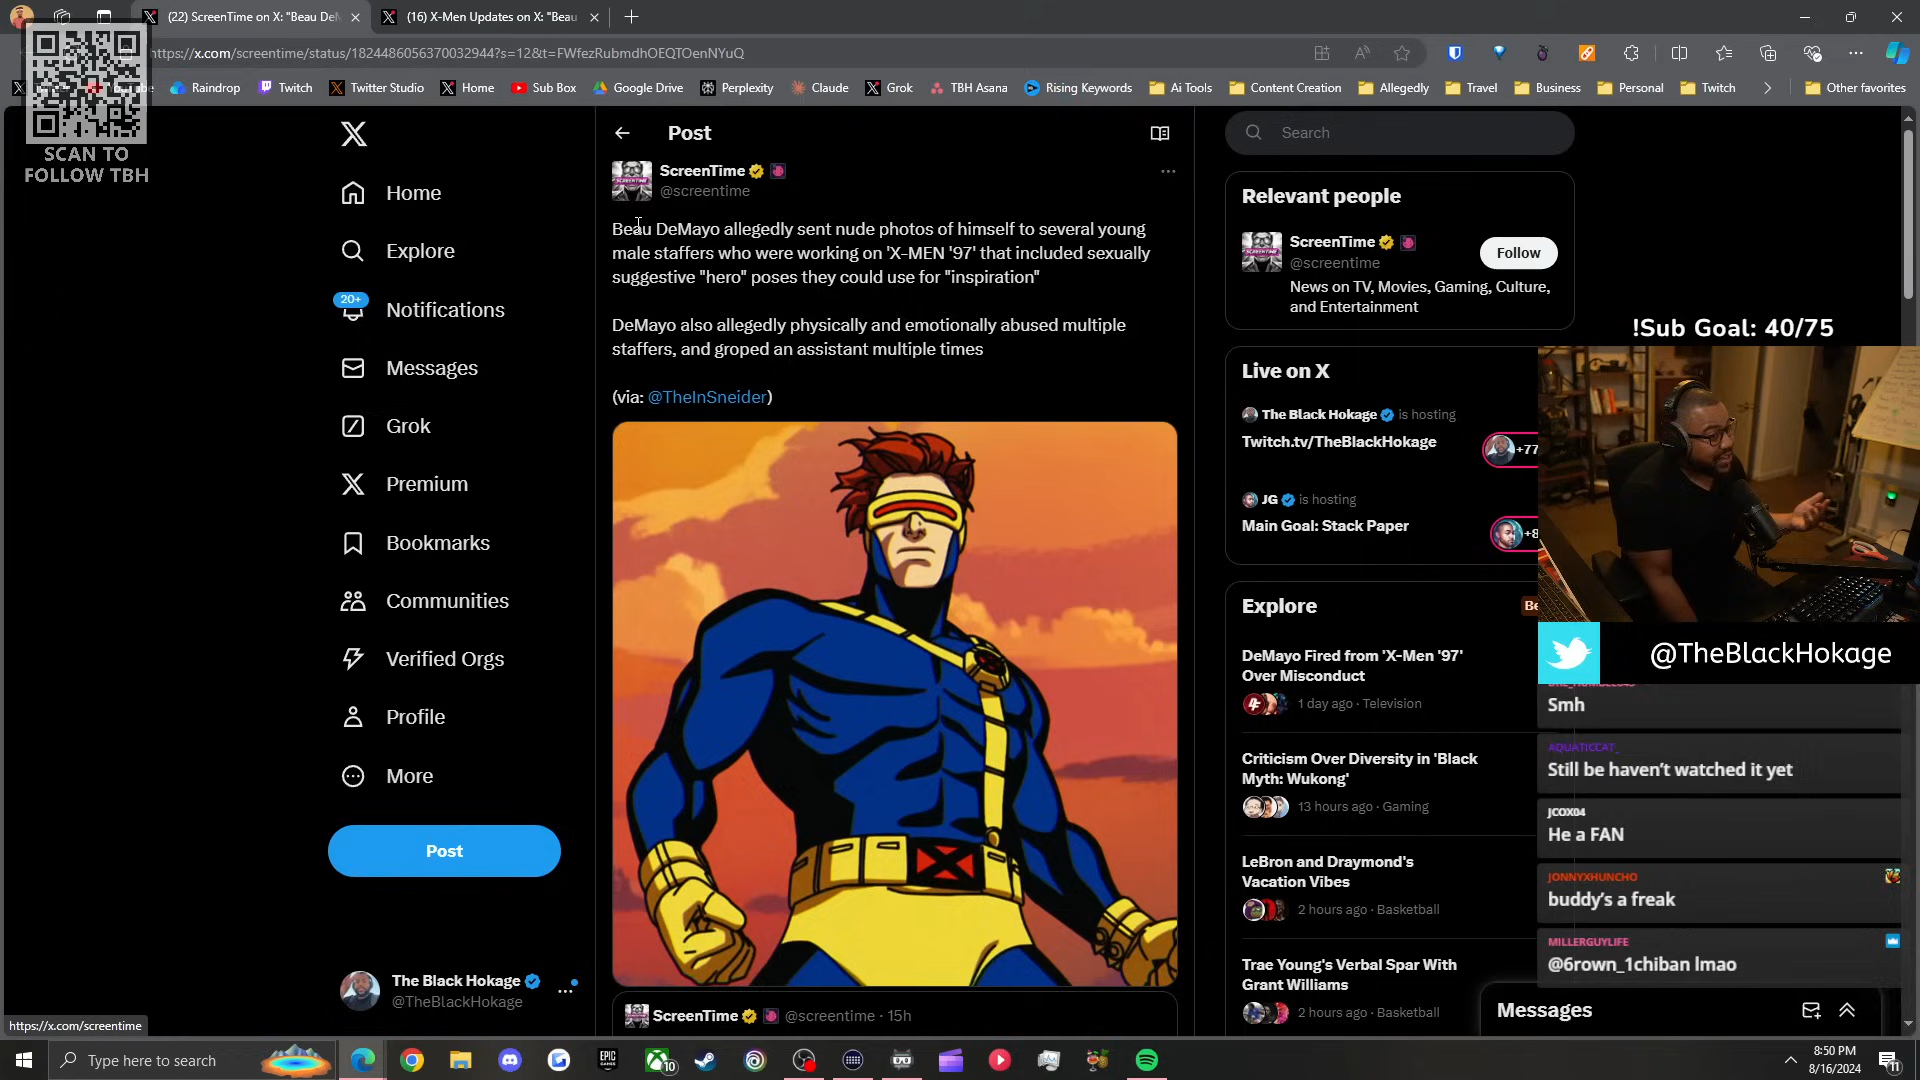 (22) ScreenTime on X: "Beau DeM
(16) X-Men Updates on X: "Beau
https://x.com/screentime/status/1824486056370032944?s=12&t=FWfezRubmdhOEQTOenNYuQ
Raindrop
Twitch
Twitter Studio
Home
Sub Box
Google Drive
Perplexity
Claude
Grok
TBH Asana
Rising Keywords
Ai Tools
Content Creation
Allegedly
Travel
Business
Personal
Twitch
Other favorites
SCAN TO
FOLLOW TBH
Home
Explore
20+
Notifications
Messages
Grok
Premium
Bookmarks
Communities
Verified Orgs
Profile
More
Post
The Black Hokage
@TheBlackHokage
https://x.com/screentime
Post
ScreenTime
@screentime
Beau DeMayo allegedly sent nude photos of himself to several young
male staffers who were working on 'X-MEN '97' that included sexually
suggestive "hero" poses they could use for "inspiration"
DeMayo also allegedly physically and emotionally abused multiple
staffers, and groped an assistant multiple times
(via: @TheInSneider)
ScreenTime @screentime · 15h
Search
Relevant people
ScreenTime
@screentime
Follow
News on TV, Movies, Gaming, Culture,
and Entertainment
Live on X
The Black Hokage is hosting
Twitch.tv/TheBlackHokage
+77
JG is hosting
Main Goal: Stack Paper
+8
Explore
Be
DeMayo Fired from 'X-Men '97'
Over Misconduct
1 day ago · Television
Criticism Over Diversity in 'Black
Myth: Wukong'
13 hours ago · Gaming
LeBron and Draymond's
Vacation Vibes
2 hours ago · Basketball
Trae Young's Verbal Spar With
Grant Williams
2 hours ago · Basketball
!Sub Goal: 40/75
@TheBlackHokage
Smh
AQUATICCAT_
Still be haven't watched it yet
JCOX04
He a FAN
JONNYXHUNCHO
buddy's a freak
MILLERGUYLIFE
@6rown_1chiban lmao
Messages
Type here to search
EPIC
GAMES
10
8:50 PM
8/16/2024
11